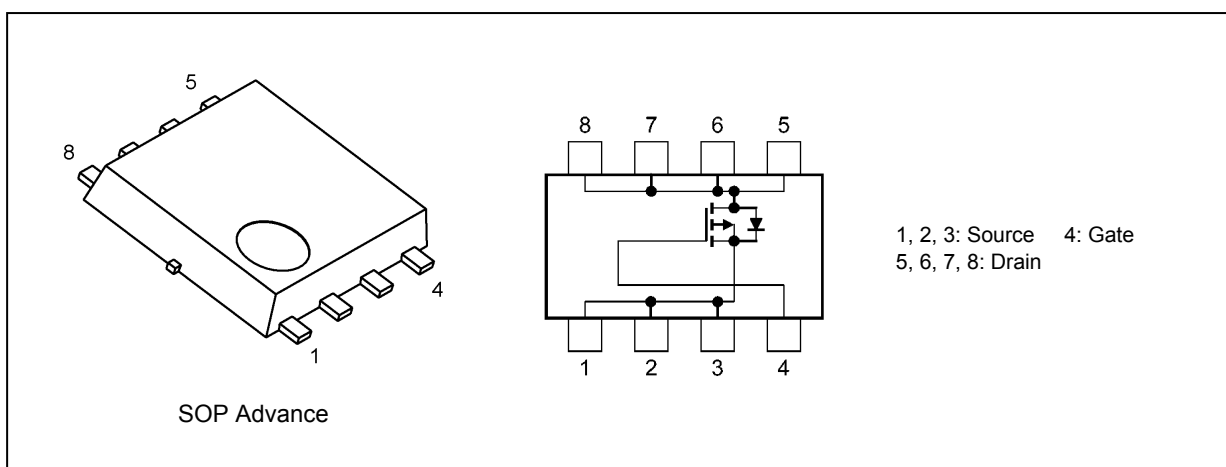 5
8
4
1
SOP Advance
8 7 6 5
1 2 3 4
1, 2, 3: Source 4: Gate
5, 6, 7, 8: Drain